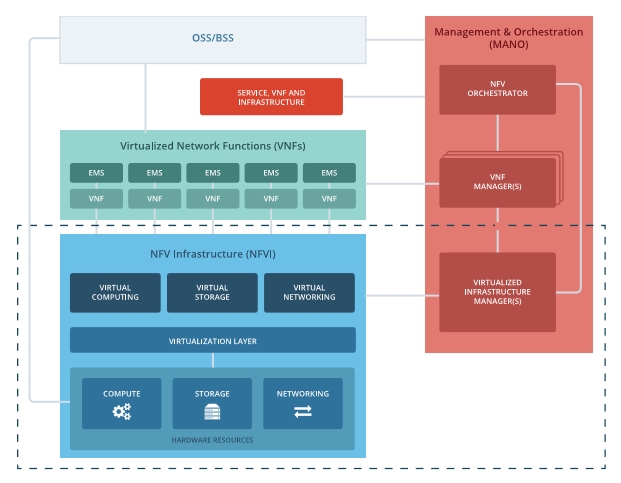 OSS/BSS
Management & Orchestration
(MANO)
SERVICE, VNF AND
INFRASTRUCTURE
NFV
ORCHESTRATOR
Virtualized Network Functions (VNFs)
EMS EMS EMS EMS EMS
VNF VNF VNF VNF VNF
VNF
MANAGER(S)
NFV Infrastructure (NFVI)
VIRTUAL
COMPUTING
VIRTUAL
STORAGE
VIRTUAL
NETWORKING
VIRTUALIZED
INFRASTRUCTURE
MANAGER(S)
VIRTUALIZATION LAYER
COMPUTE STORAGE NETWORKING
HARDWARE RESOURCES